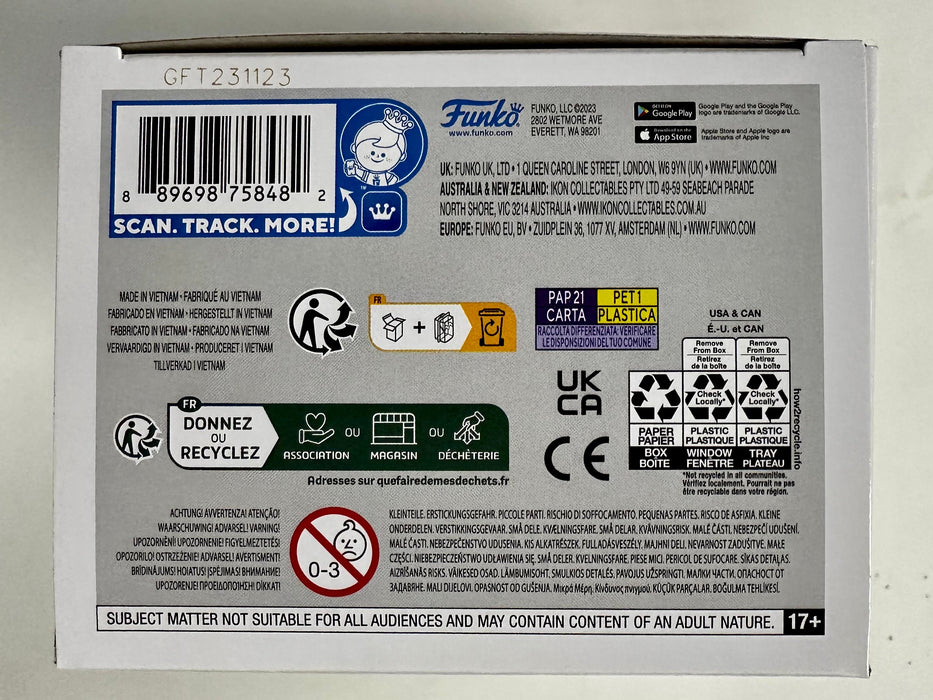 GFT231123
8 89698 75848 2
SCAN. TRACK. MORE!
TM
Funko®
www.funko.com
FUNKO, LLC ©2023
2802 WETMORE AVE
EVERETT, WA 98201
GET IT ON
Google Play
Google Play and the Google Play
logo are trademarks of Google LLC.
Download on the
App Store
Apple Store and Apple logo are
trademarks of Apple Inc
UK: FUNKO UK, LTD • 1 QUEEN CAROLINE STREET, LONDON, W6 9YN (UK) • WWW.FUNKO.COM
AUSTRALIA & NEW ZEALAND: IKON COLLECTABLES PTY LTD 49-59 SEABEACH PARADE
NORTH SHORE, VIC 3214 AUSTRALIA • WWW.IKONCOLLECTABLES.COM.AU
EUROPE: FUNKO EU, BV • ZUIDPLEIN 36, 1077 XV, AMSTERDAM (NL) • WWW.FUNKO.COM
MADE IN VIETNAM • FABRIQUÉ AU VIETNAM
FABRICADO EN VIETNAM • HERGESTELLT IN VIETNAM
FABBRICATO IN VIETNAM • FABRICADO NA VIETNAM
VERVAARDIGD IN VIETNAM • PRODUCERET I VIETNAM
TILLVERKAD I VIETNAM
FR
+
PAP 21
CARTA
PET 1
PLASTICA
RACCOLTA DIFFERENZIATA: VERIFICARE
LE DISPOSIZIONI DEL TUO COMUNE
UK
CA
CE
USA & CAN
É.-U. et CAN
Remove
From Box
Retirez
de la boîte
Remove
From Box
Retirez
de la boîte
Check
Locally*
Check
Locally*
PAPER
PAPIER
BOX
BOÎTE
PLASTIC
PLASTIQUE
WINDOW
FENÊTRE
PLASTIC
PLASTIQUE
TRAY
PLATEAU
*Not recycled in all communities.
Vérifiez localement. Pourrait ne pas
être recyclable dans votre région.
how2recycle.info
FR
DONNEZ
OU
RECYCLEZ
ASSOCIATION
OU
MAGASIN
OU
DÉCHÈTERIE
Adresses sur quefairedemesdechets.fr
ACHTUNG! AVVERTENZA! ATENÇÃO!
WAARSCHUWING! ADVARSEL! VARNING!
UPOZORNĚNÍ! UPOZORNENIE! FIGYELMEZTETÉS!
OPOZORILO! OSTRZEŻENIE! ADVARSEL! AVERTISMENT!
BRĪDINĀJUMS! HOIATUS! ĮSPĖJIMAS! ВНИМАНИЕ!
UPOZORENJE! ΠΡΟΕΙΔΟΠΟΙΗΣΗ! DİKKAT!
0-3
KLEINTEILE. ERSTICKUNGSGEFAHR. PICCOLE PARTI. RISCHIO DI SOFFOCAMENTO. PEQUENAS PARTES. RISCO DE ASFIXIA. KLEINE
ONDERDELEN. VERSTIKKINGSGEVAAR. SMÅ DELE. KVÆLNINGSFARE. SMÅ DELAR. KVÄVNINGSRISK. MALÉ ČÁSTI. NEBEZPEČÍ UDUŠENÍ.
MALÉ ČASTI. NEBEZPEČENSTVO UDUSENIA. KIS ALKATRÉSZEK. FULLADÁSVESZÉLY. MAJHNI DELI. NEVARNOST ZADUŠITVE. MAŁE
CZĘŚCI. NIEBEZPIECZEŃSTWO UDŁAWIENIA SIĘ. SMÅ DELER. KVELNINGSFARE. PIESE MICI. PERICOL DE SUFOCARE. SĪKAS DETAĻAS.
AIZRĪŠANĀS RISKS. VÄIKESED OSAD. LÄMBUMISOHT. SMULKIOS DETALĖS. PAVOJUS UŽSPRINGTI. МАЛКИ ЧАСТИ. ОПАСНОСТ ОТ
ЗАДАВЯНЕ. MALI DIJELOVI. OPASNOST OD GUŠENJA. Μικρά Μέρη. Κίνδυνος πνιγμού. KÜÇÜK PARÇALAR. BOĞULMA TEHLİKESİ.
SUBJECT MATTER NOT SUITABLE FOR ALL AUDIENCES AND MAY CONTAIN CONTENT OF AN ADULT NATURE. 17+